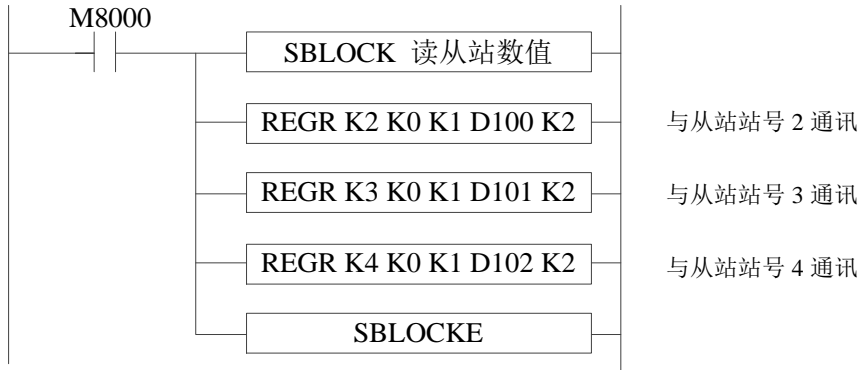 M8000
SBLOCK 读从站数值
REGR K2 K0 K1 D100 K2 与从站站号 2 通讯
REGR K3 K0 K1 D101 K2 与从站站号 3 通讯
REGR K4 K0 K1 D102 K2 与从站站号 4 通讯
SBLOCKE